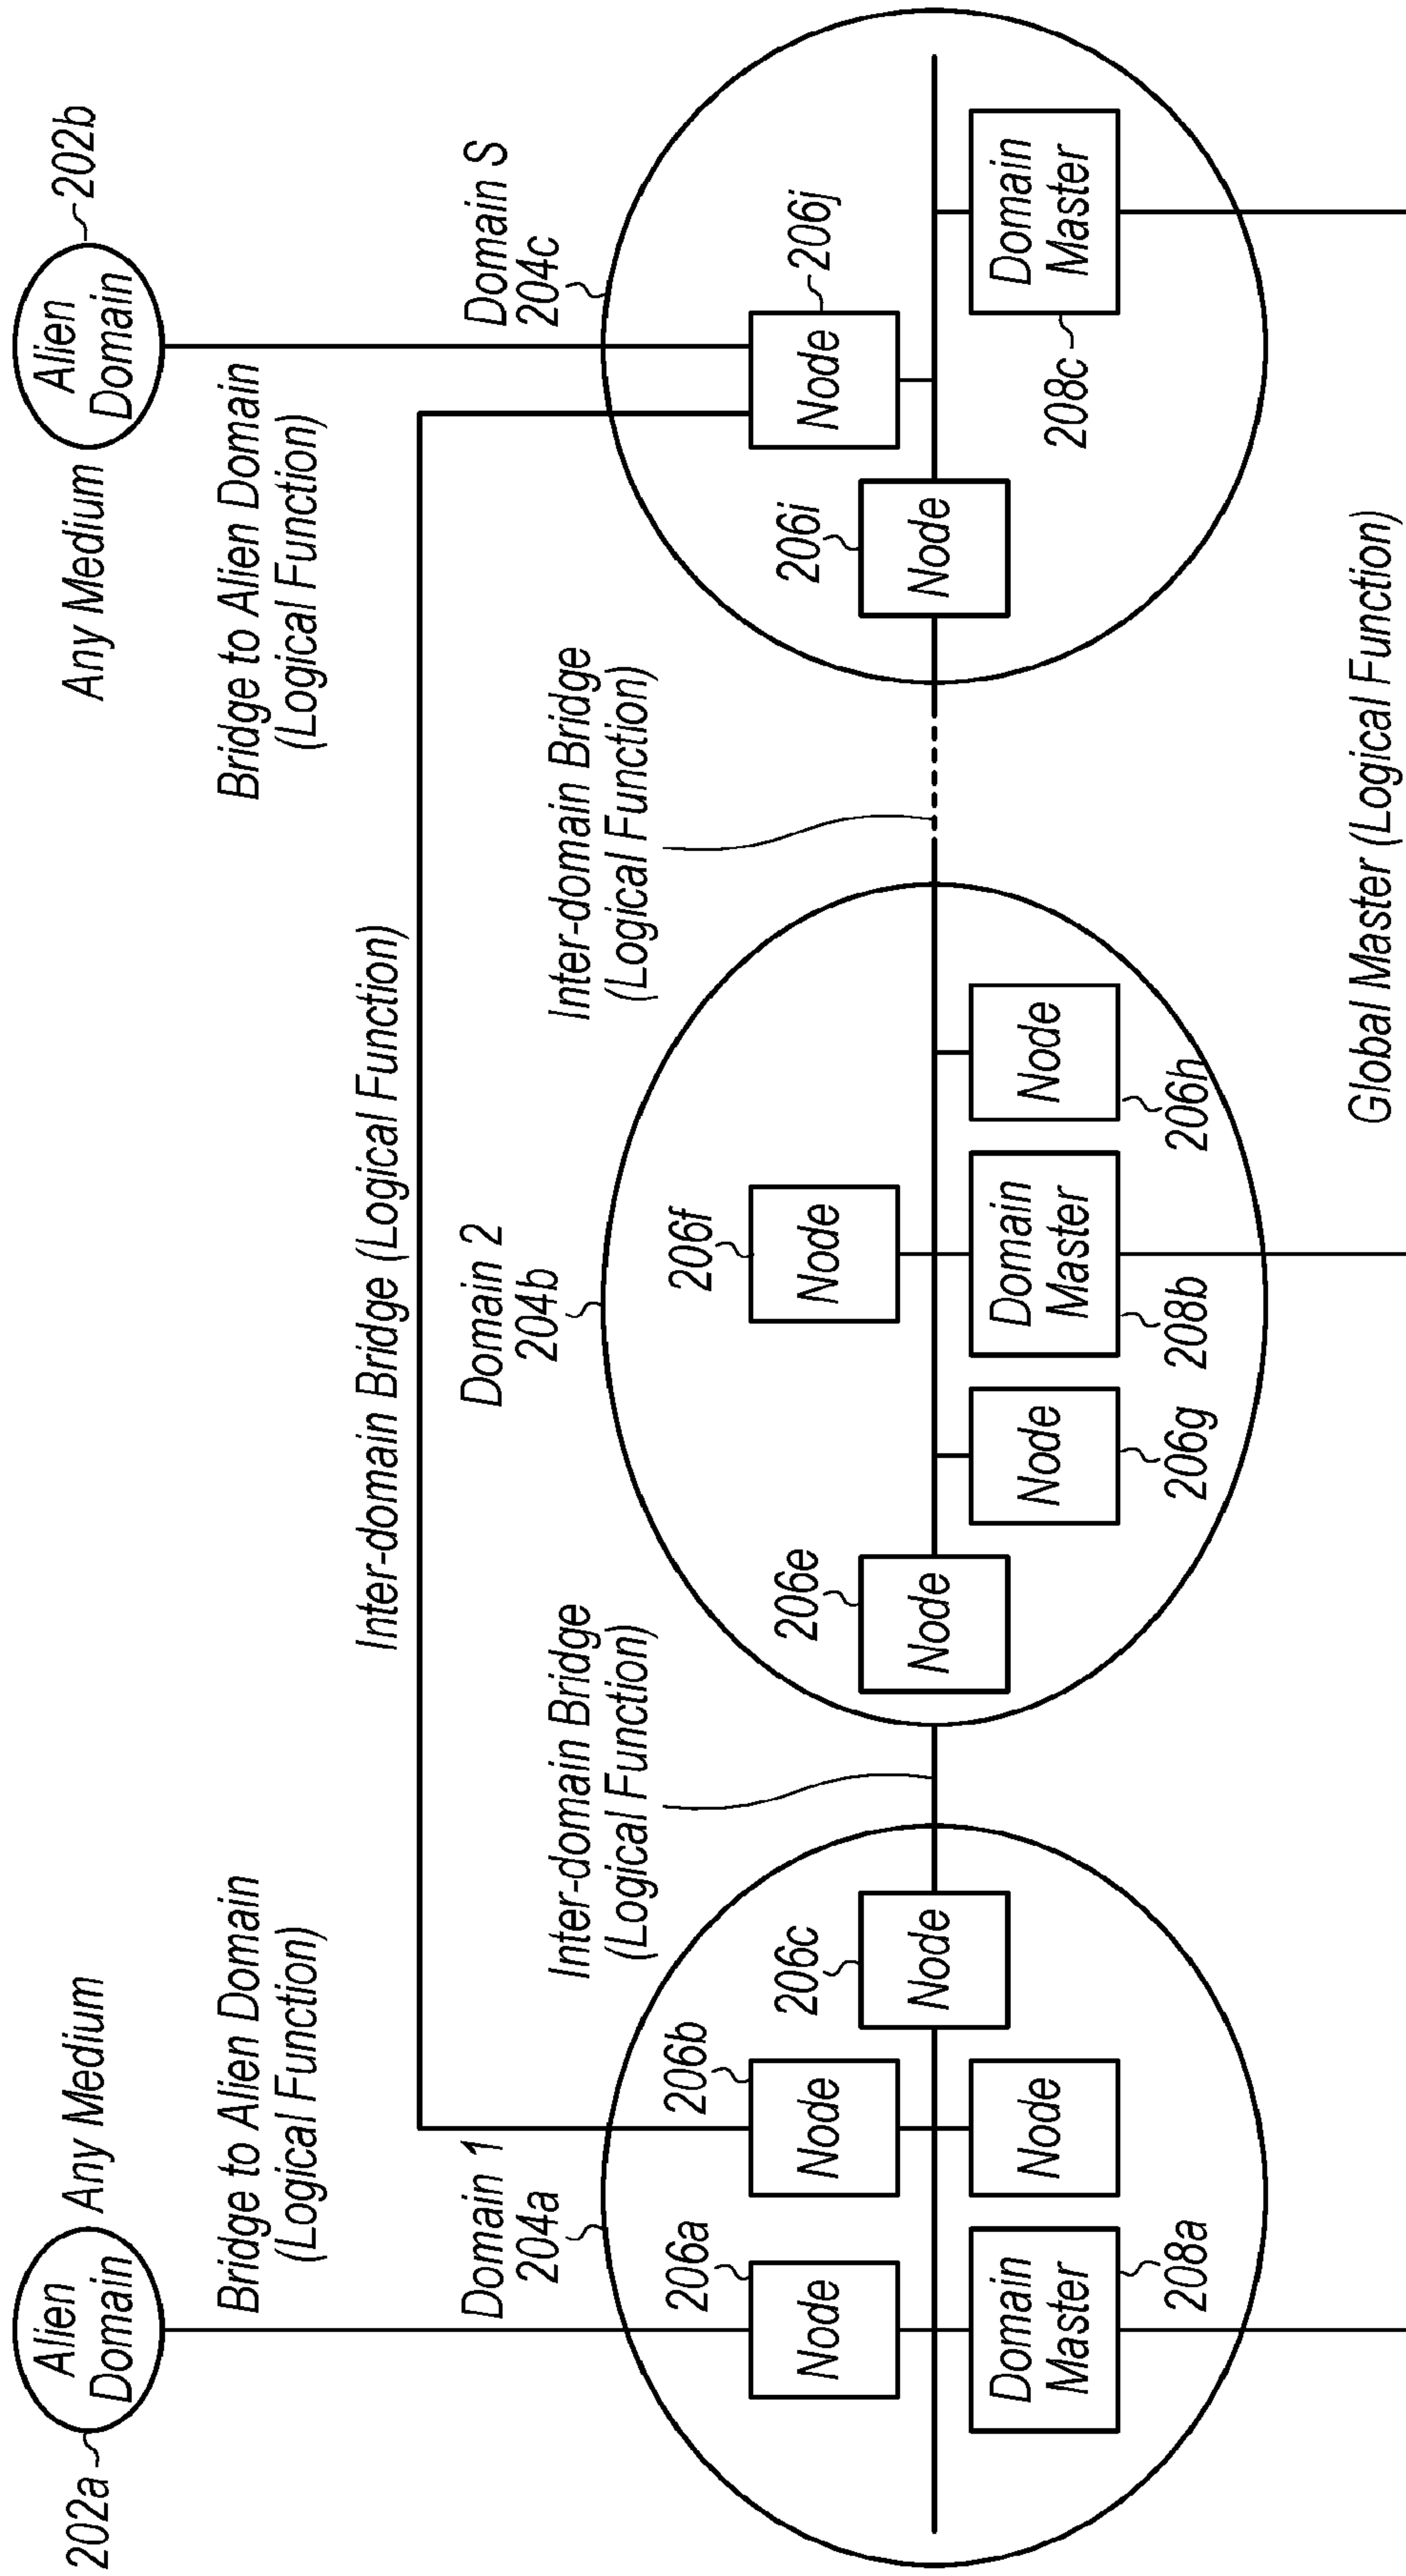 202a
Alien
Domain
Any Medium
Any Medium
Alien
Domain
202b
Bridge to Alien Domain
(Logical Function)
Bridge to Alien Domain
(Logical Function)
Inter-domain Bridge (Logical Function)
Domain 1
204a
Domain 2
204b
Domain S
204c
Inter-domain Bridge
(Logical Function)
Inter-domain Bridge
(Logical Function)
206a
Node
206b
Node
206c
Node
Domain
Master
208a
Node
206e
Node
206f
Node
Node
206g
Domain
Master
208b
Node
206h
206i
Node
Node
206j
Domain
Master
208c
Global Master (Logical Function)